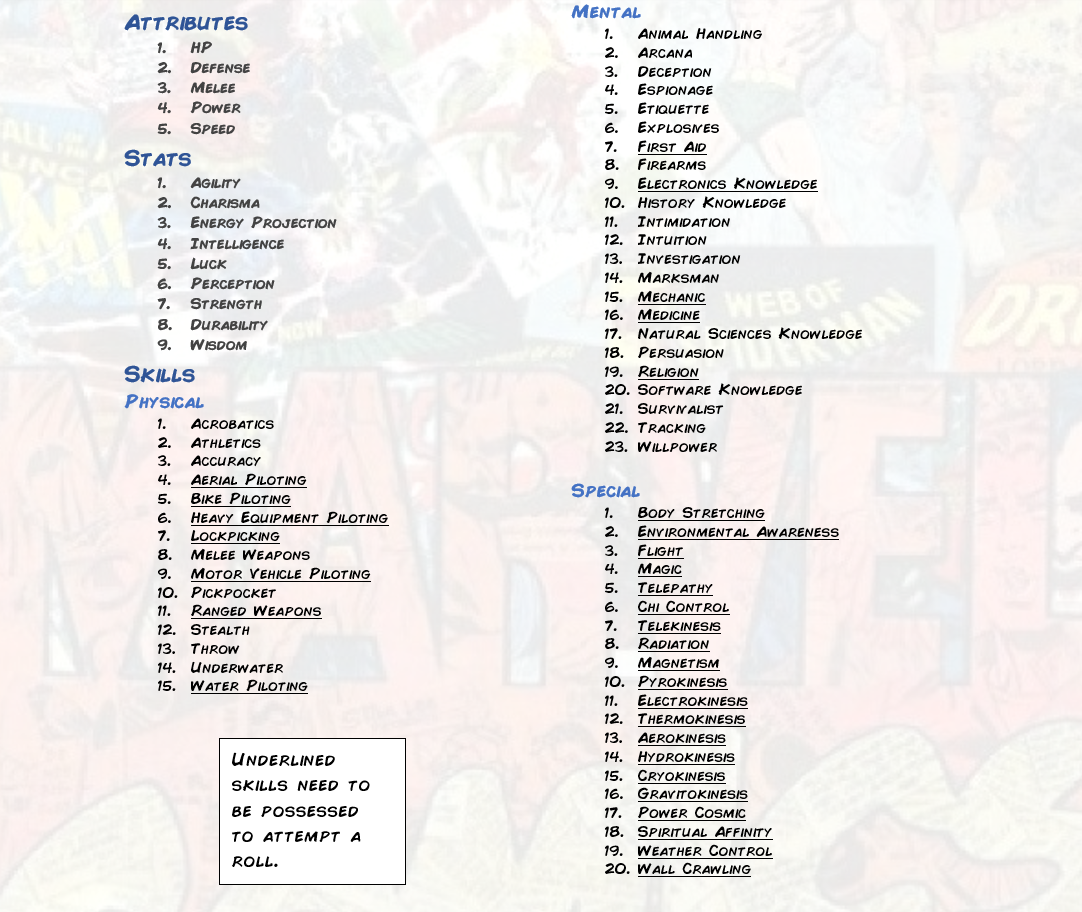 Attributes
1. HP
2. Defense
3. Melee
4. Power
5. Speed
Stats
1. Agility
2. Charisma
3. Energy Projection
4. Intelligence
5. Luck
6. Perception
7. Strength
8. Durability
9. Wisdom
Skills
Physical
1. Acrobatics
2. Athletics
3. Accuracy
4. Aerial Piloting
5. Bike Piloting
6. Heavy Equipment Piloting
7. Lockpicking
8. Melee Weapons
9. Motor Vehicle Piloting
10. Pickpocket
11. Ranged Weapons
12. Stealth
13. Throw
14. Underwater
15. Water Piloting
Underlined
skills need to
be possessed
to attempt a
roll.
Mental
1. Animal Handling
2. Arcana
3. Deception
4. Espionage
5. Etiquette
6. Explosives
7. First Aid
8. Firearms
9. Electronics Knowledge
10. History Knowledge
11. Intimidation
12. Intuition
13. Investigation
14. Marksman
15. Mechanic
16. Medicine
17. Natural Sciences Knowledge
18. Persuasion
19. Religion
20. Software Knowledge
21. Survivalist
22. Tracking
23. Willpower
Special
1. Body Stretching
2. Environmental Awareness
3. Flight
4. Magic
5. Telepathy
6. Chi Control
7. Telekinesis
8. Radiation
9. Magnetism
10. Pyrokinesis
11. Electrokinesis
12. Thermokinesis
13. Aerokinesis
14. Hydrokinesis
15. Cryokinesis
16. Gravitokinesis
17. Power Cosmic
18. Spiritual Affinity
19. Weather Control
20. Wall Crawling
WEB OF
MARVEL